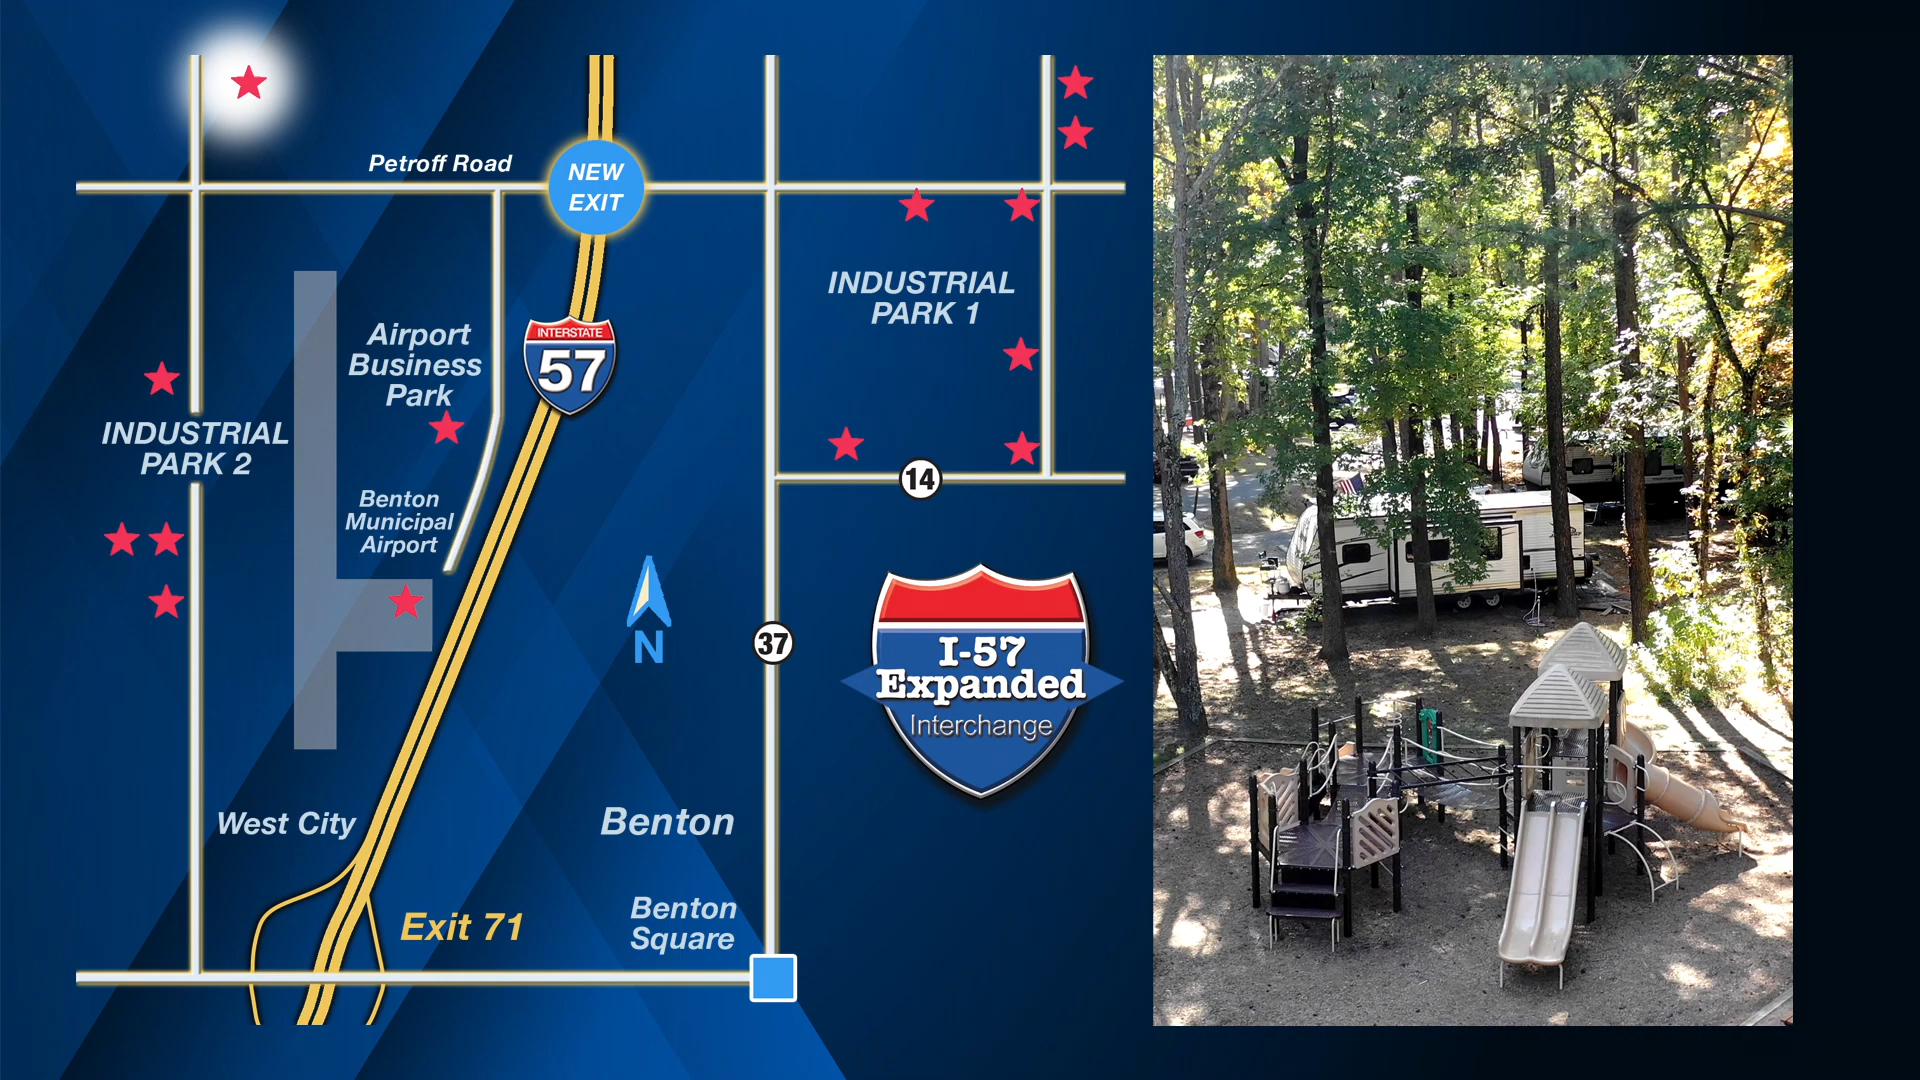 Petroff Road
NEW
EXIT
INDUSTRIAL
PARK 1
Airport
Business
Park
INTERSTATE
57
INDUSTRIAL
PARK 2
14
Benton
Municipal
Airport
N
37
I-57
Expanded
Interchange
West City
Benton
Exit 71
Benton
Square